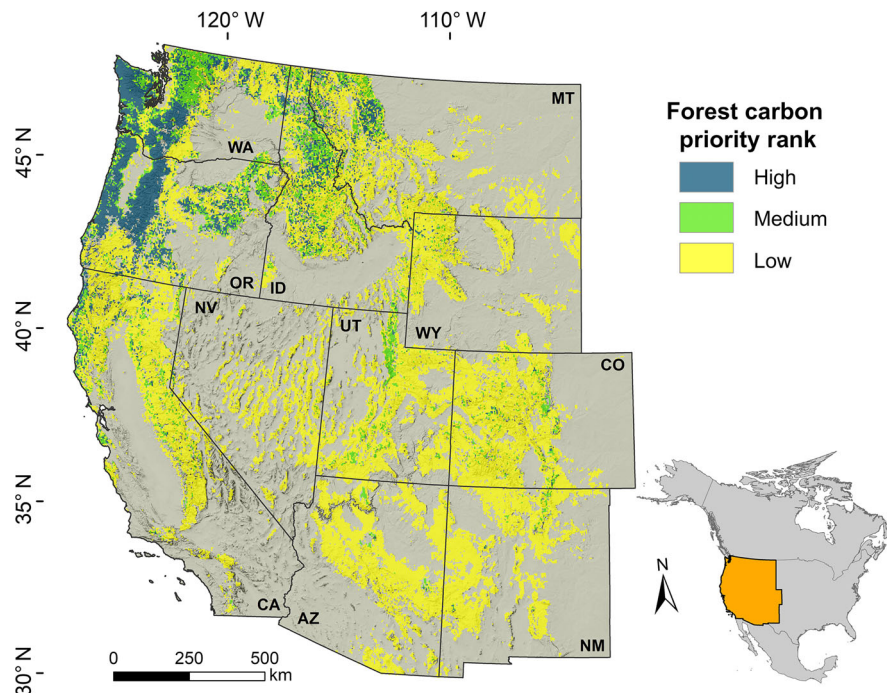 120° W
110° W
45° N
40° N
35° N
30° N
MT
WA
OR
ID
NV
UT
WY
CO
CA
AZ
NM
Forest carbon
priority rank
High
Medium
Low
N
0 250 500
km